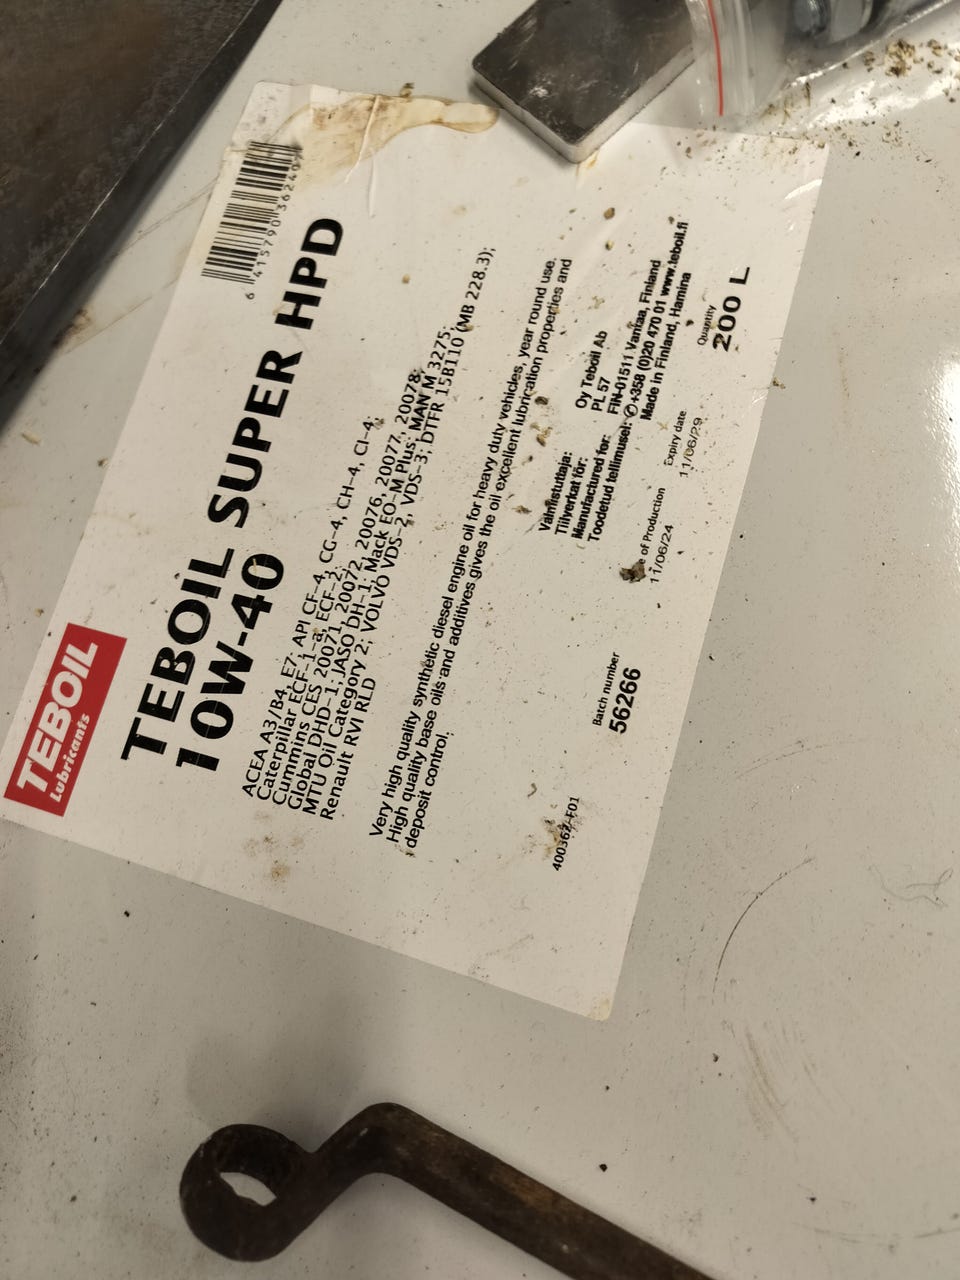 TEBOIL
Lubricants
TEBOIL SUPER HPD
10W-40
6 415790 36240
ACEA A3/B4, E7; API CF-4, CG-4, CH-4, CI-4;
Caterpillar ECF-1-a, ECF-2;
Cummins CES 20071, 20072, 20076, 20077, 20078;
Global DHD-1; JASO DH-1; Mack EO-M Plus; MAN M 3275;
MTU Oil Category 2; VOLVO VDS-2, VDS-3; DTFR 15B110 (MB 228.3);
Renault RVI RLD
Very high quality synthetic diesel engine oil for heavy duty vehicles, year round use.
High quality base oils and additives gives the oil excellent lubrication properties and
deposit control.
Valmistuttaja:
Tillverkat för:
Manufactured for:
Toodetud tellimusel:
Oy Teboil Ab
PL 57
FIN-01511 Vantaa, Finland
✆+358 (0)20 470 01 www.teboil.fi
Made in Finland, Hamina
400362-F01
Batch number
56266
of Production
11/06/24
Expiry date
11/06/29
Quantity
200 L